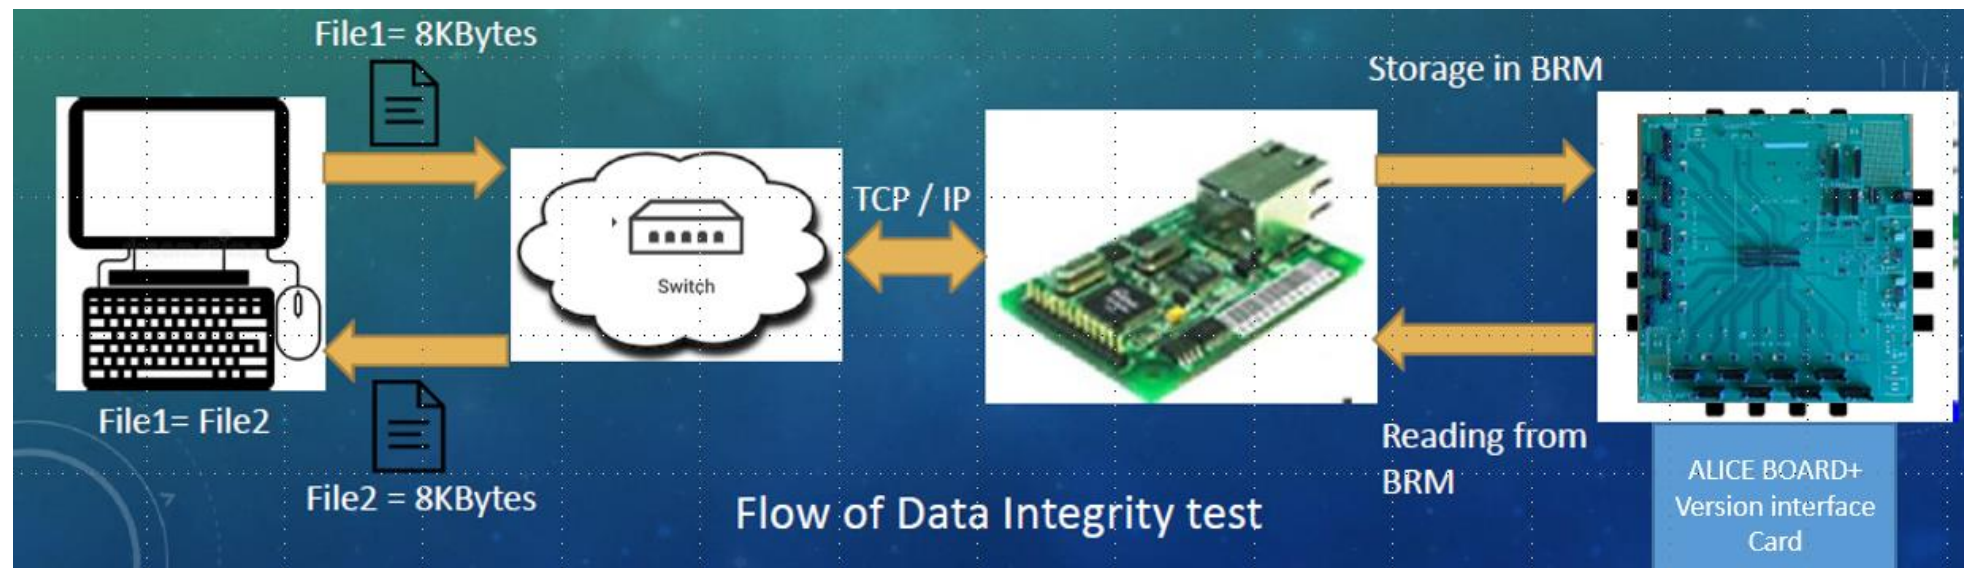 File1= 8KBytes
Storage in BRM
TCP / IP
Switch
File1= File2
File2 = 8KBytes
Reading from
BRM
Flow of Data Integrity test
ALICE BOARD+
Version interface
Card